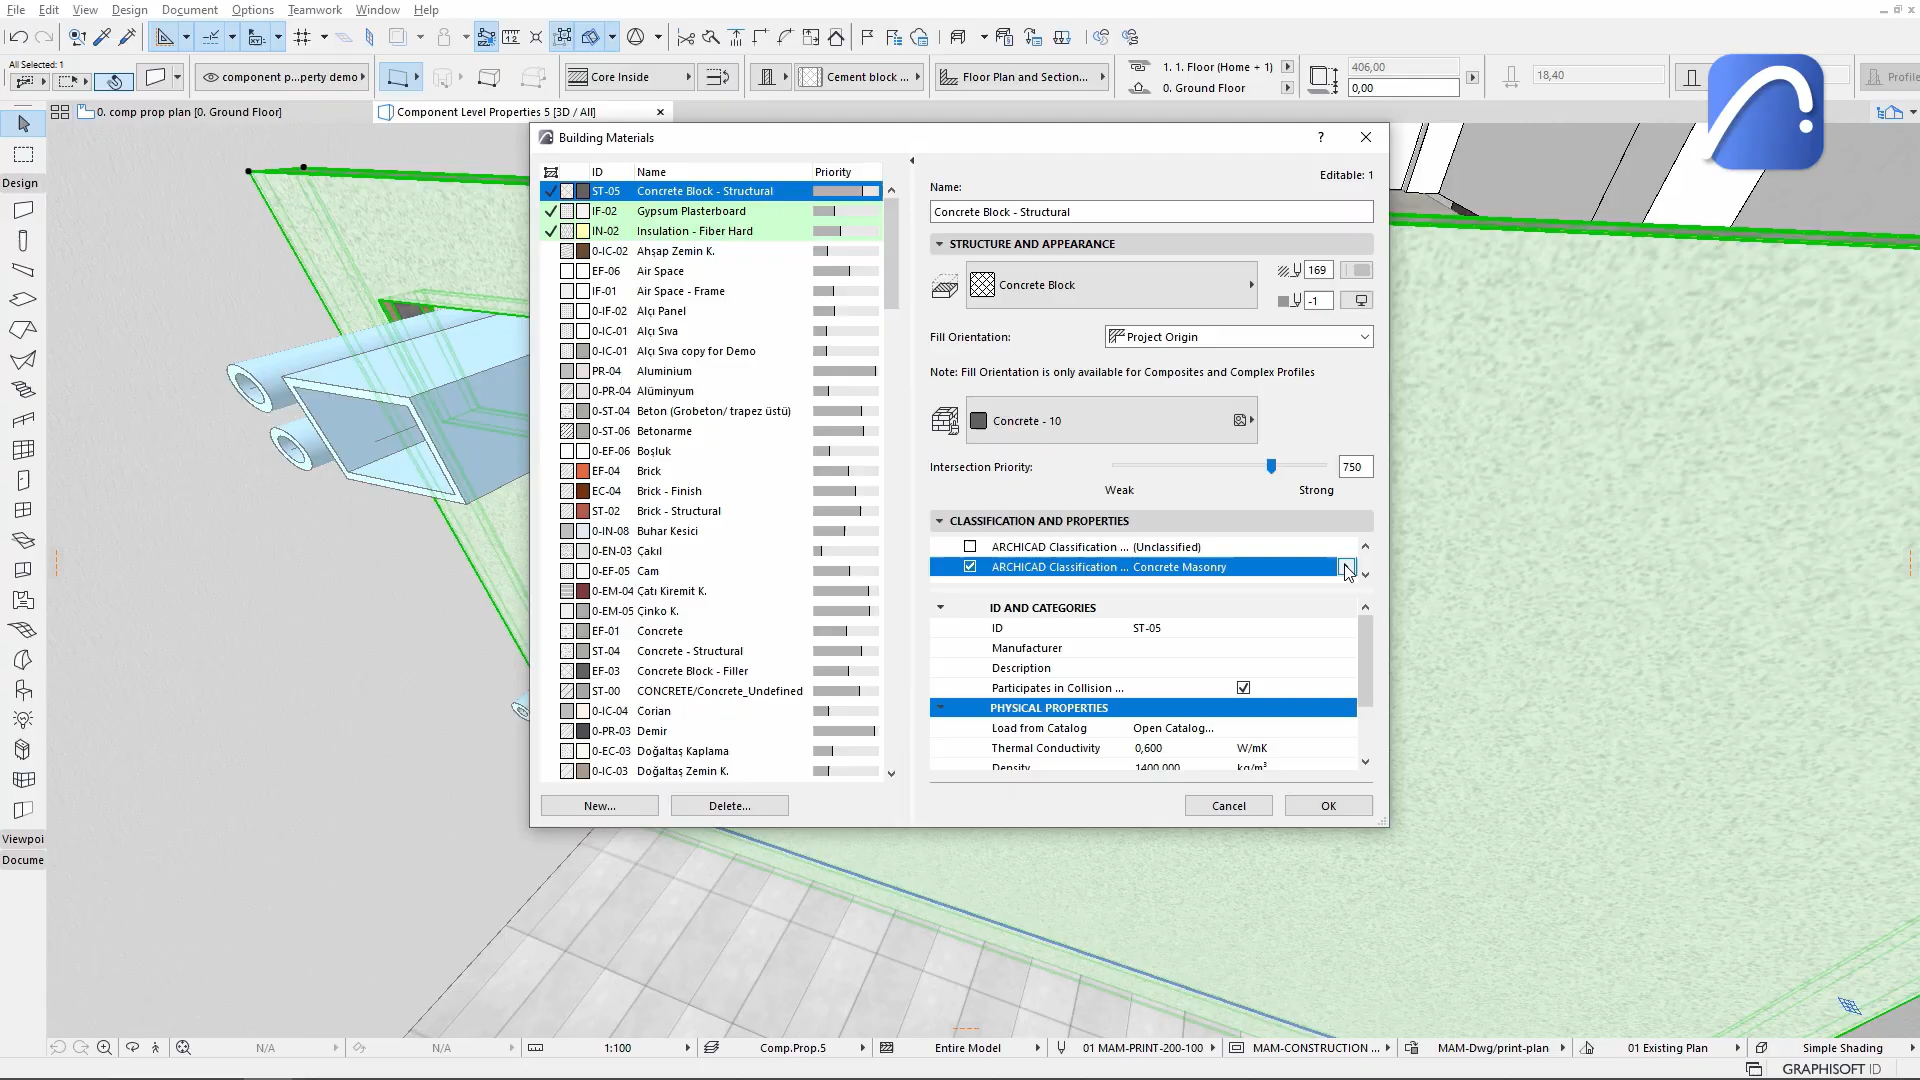 File Edit View Design Document Options Teamwork Window Help
All Selected: 1
component p...perty demo
Core Inside
Cement block ...
Floor Plan and Section...
1. 1. Floor (Home + 1)
0. Ground Floor
406,00
0,00
18,40
Profile
0. comp prop plan [0. Ground Floor]
Component Level Properties 5 [3D / All]
Design
Viewpoi
Docume
Building Materials
?
ID Name Priority
ST-05 Concrete Block - Structural
IF-02 Gypsum Plasterboard
IN-02 Insulation - Fiber Hard
0-IC-02 Ahşap Zemin K.
EF-06 Air Space
IF-01 Air Space - Frame
0-IF-02 Alçı Panel
0-IC-01 Alçı Sıva
0-IC-01 Alçı Sıva copy for Demo
PR-04 Aluminium
0-PR-04 Alüminyum
0-ST-04 Beton (Grobeton/ trapez üstü)
0-ST-06 Betonarme
0-EF-06 Boşluk
EF-04 Brick
EC-04 Brick - Finish
ST-02 Brick - Structural
0-IN-08 Buhar Kesici
0-EN-03 Çakıl
0-EF-05 Cam
0-EM-04 Çatı Kiremit K.
0-EM-05 Çinko K.
EF-01 Concrete
ST-04 Concrete - Structural
EF-03 Concrete Block - Filler
ST-00 CONCRETE/Concrete_Undefined
0-IC-04 Corian
0-PR-03 Demir
0-EC-03 Doğaltaş Kaplama
0-IC-03 Doğaltaş Zemin K.
New...
Delete...
Editable: 1
Name:
Concrete Block - Structural
STRUCTURE AND APPEARANCE
Concrete Block
169
-1
Fill Orientation: Project Origin
Note: Fill Orientation is only available for Composites and Complex Profiles
Concrete - 10
Intersection Priority: 750
Weak Strong
CLASSIFICATION AND PROPERTIES
ARCHICAD Classification ... (Unclassified)
ARCHICAD Classification ... Concrete Masonry
ID AND CATEGORIES
ID ST-05
Manufacturer
Description
Participates in Collision ...
PHYSICAL PROPERTIES
Load from Catalog Open Catalog...
Thermal Conductivity 0,600 W/mK
Density 1400,000 kg/m³
Cancel
OK
N/A
N/A
1:100
Comp.Prop.5
Entire Model
01 MAM-PRINT-200-100
MAM-CONSTRUCTION ...
MAM-Dwg/print-plan
01 Existing Plan
Simple Shading
GRAPHISOFT ID